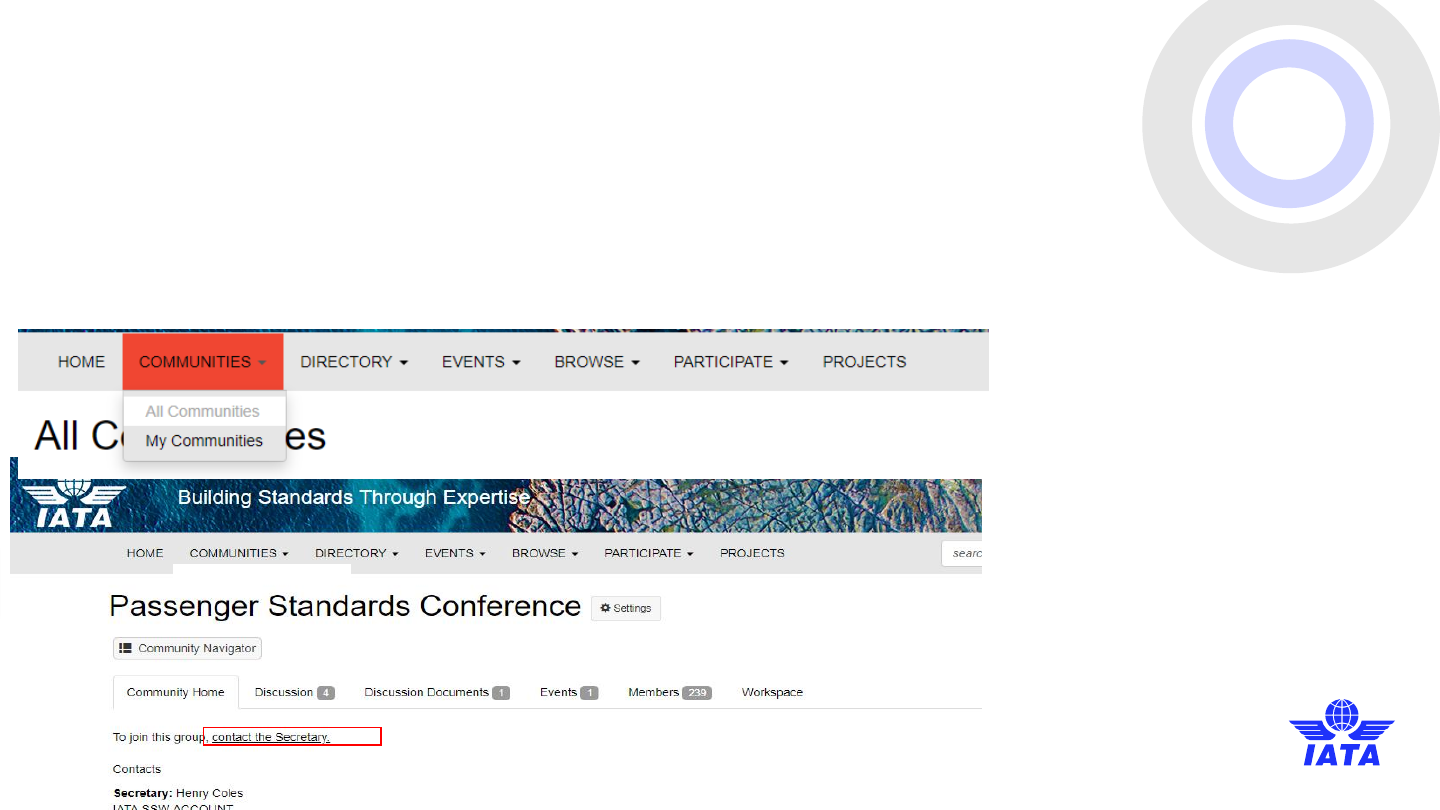 HOME COMMUNITIES DIRECTORY EVENTS BROWSE PARTICIPATE PROJECTS
All Communities
All C es
My Communities
Building Standards Through Expertise
IATA
HOME COMMUNITIES DIRECTORY EVENTS BROWSE PARTICIPATE PROJECTS searc
Passenger Standards Conference Settings
Community Navigator
Community Home Discussion 4 Discussion Documents 1 Events 1 Members 239 Workspace
To join this group, contact the Secretary.
Contacts
Secretary: Henry Coles
IATA SSW ACCOUNT
IATA